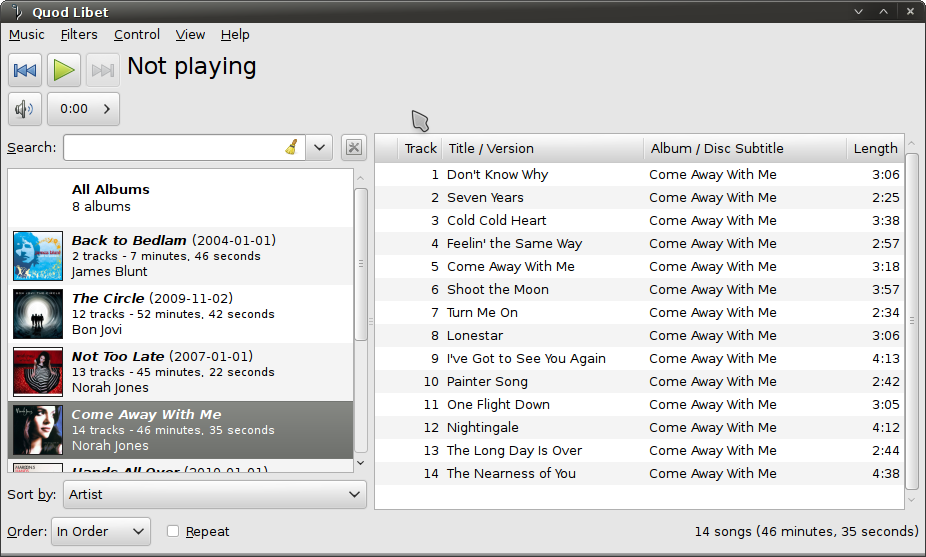 Quod Libet
Music Filters Control View Help
Not playing
0:00
Search:
All Albums
8 albums
Back to Bedlam (2004-01-01)
2 tracks - 7 minutes, 46 seconds
James Blunt
The Circle (2009-11-02)
12 tracks - 52 minutes, 42 seconds
Bon Jovi
Not Too Late (2007-01-01)
13 tracks - 45 minutes, 22 seconds
Norah Jones
Come Away With Me
14 tracks - 46 minutes, 35 seconds
Norah Jones
Hands All Over (2010-01-01)
Sort by: Artist
Track Title / Version Album / Disc Subtitle Length
1 Don't Know Why Come Away With Me 3:06
2 Seven Years Come Away With Me 2:25
3 Cold Cold Heart Come Away With Me 3:38
4 Feelin' the Same Way Come Away With Me 2:57
5 Come Away With Me Come Away With Me 3:18
6 Shoot the Moon Come Away With Me 3:57
7 Turn Me On Come Away With Me 2:34
8 Lonestar Come Away With Me 3:06
9 I've Got to See You Again Come Away With Me 4:13
10 Painter Song Come Away With Me 2:42
11 One Flight Down Come Away With Me 3:05
12 Nightingale Come Away With Me 4:12
13 The Long Day Is Over Come Away With Me 2:44
14 The Nearness of You Come Away With Me 4:38
Order: In Order Repeat
14 songs (46 minutes, 35 seconds)